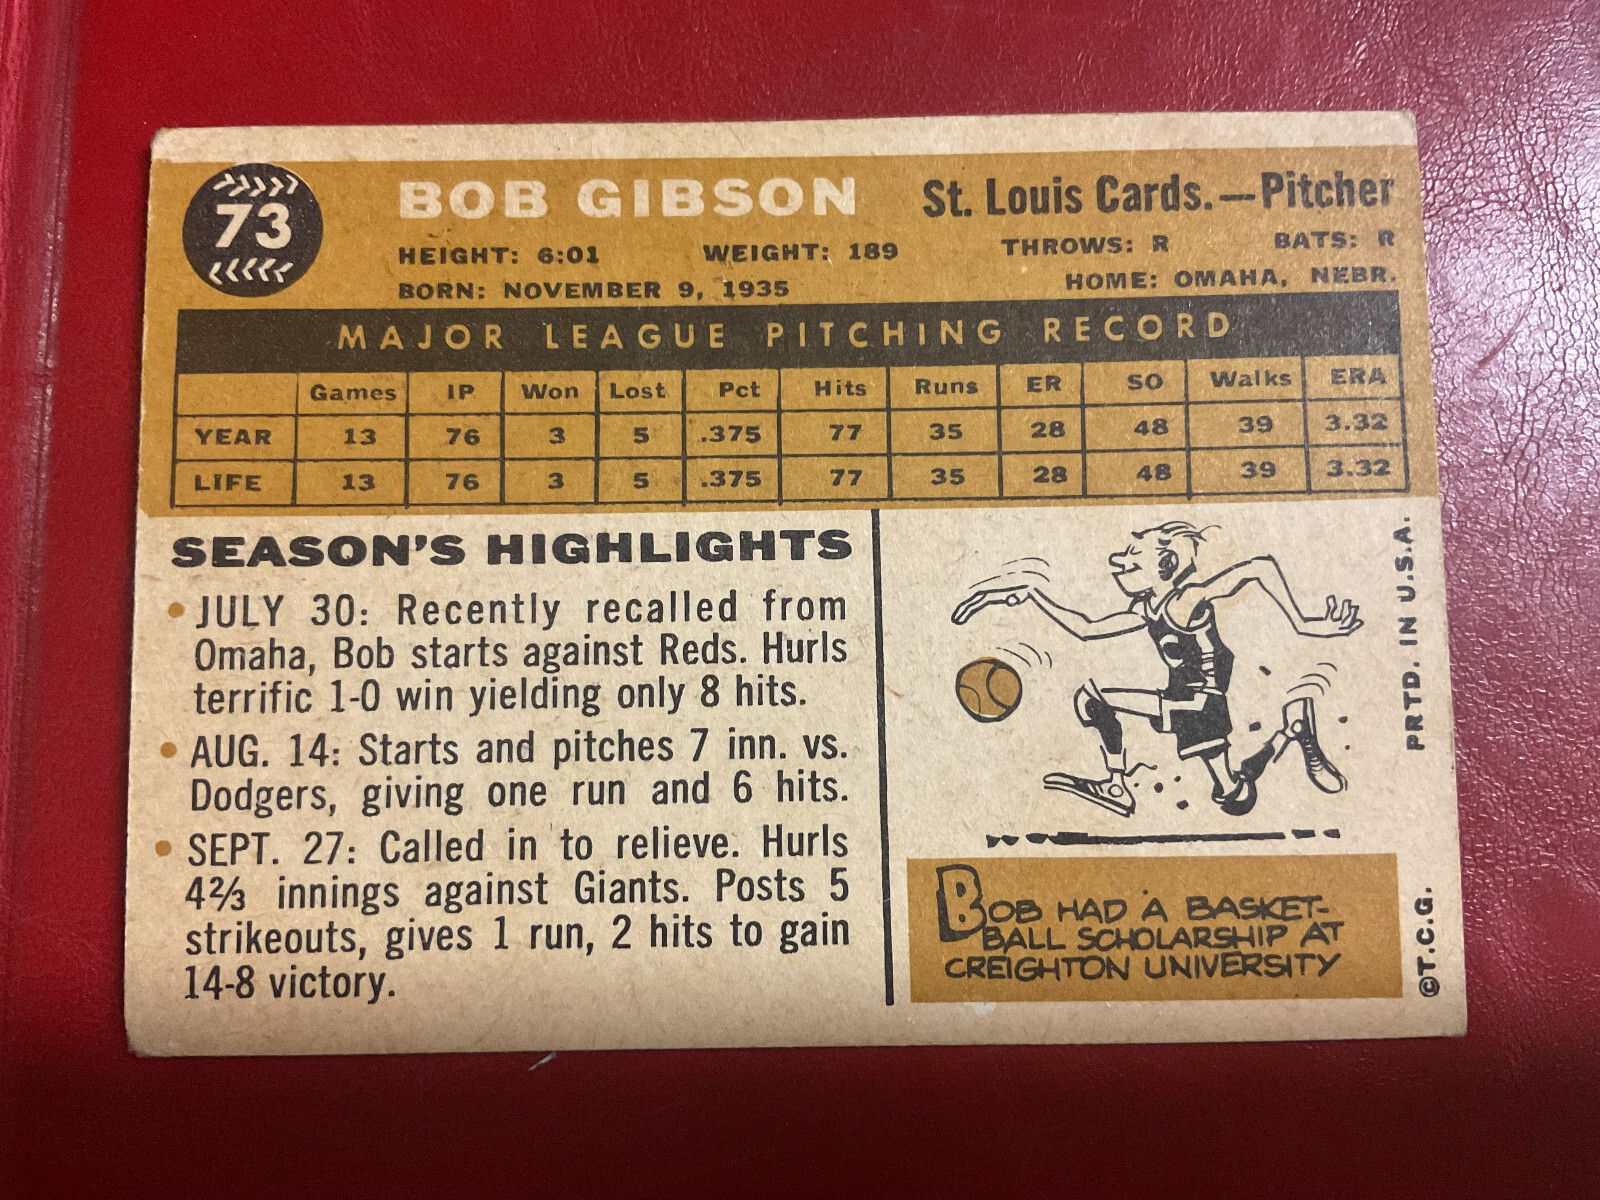 73
BOB GIBSON
St. Louis Cards.—Pitcher
HEIGHT: 6:01 WEIGHT: 189 THROWS: R BATS: R
BORN: NOVEMBER 9, 1935 HOME: OMAHA, NEBR.
MAJOR LEAGUE PITCHING RECORD
Games IP Won Lost Pct Hits Runs ER SO Walks ERA
YEAR 13 76 3 5 .375 77 35 28 48 39 3.32
LIFE 13 76 3 5 .375 77 35 28 48 39 3.32
SEASON'S HIGHLIGHTS
• JULY 30: Recently recalled from
Omaha, Bob starts against Reds. Hurls
terrific 1-0 win yielding only 8 hits.
• AUG. 14: Starts and pitches 7 inn. vs.
Dodgers, giving one run and 6 hits.
• SEPT. 27: Called in to relieve. Hurls
4⅔ innings against Giants. Posts 5
strikeouts, gives 1 run, 2 hits to gain
14-8 victory.
C
BOB HAD A BASKET-
BALL SCHOLARSHIP AT
CREIGHTON UNIVERSITY
©T.C.G. PRTD. IN U.S.A.